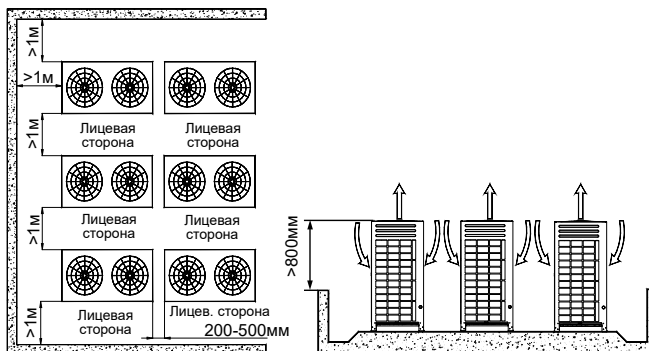 >1м
>1м
Лицевая
сторона
Лицевая
сторона
>1м
Лицевая
сторона
Лицевая
сторона
>1м
>800мм
Лицевая
сторона
Лицев. сторона
200-500мм
>1м